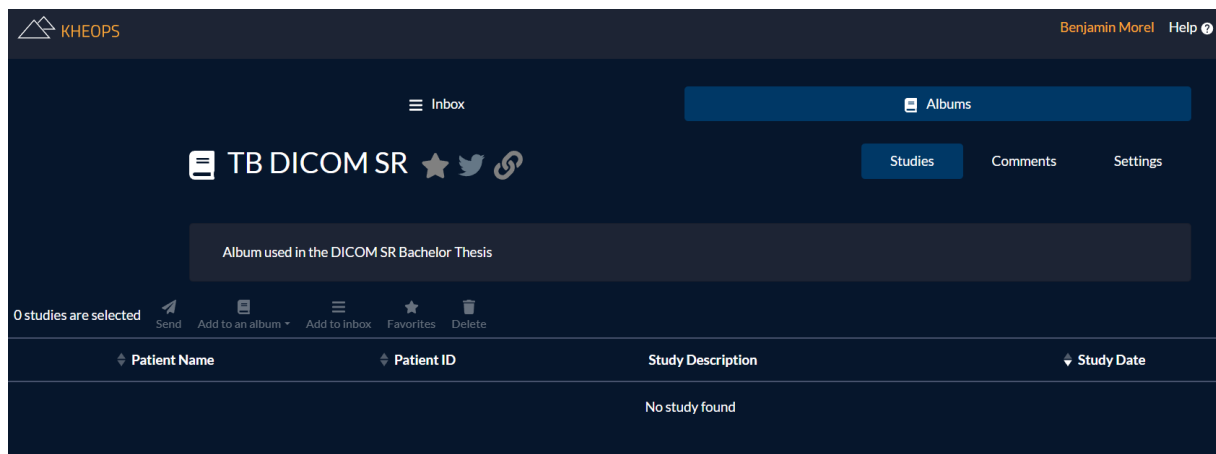 KHEOPS Benjamin Morel Help ?
Inbox Albums
TB DICOM SR Studies Comments Settings
Album used in the DICOM SR Bachelor Thesis
0 studies are selected Send Add to an album Add to inbox Favorites Delete
Patient Name Patient ID Study Description Study Date
No study found